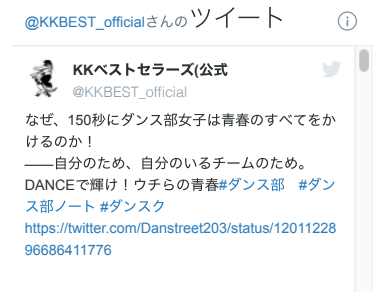 @KKBEST_officialさんのツイート
KKベストセラーズ(公式
@KKBEST_official
なぜ、150秒にダンス部女子は青春のすべてをか
けるのか！
——自分のため、自分のいるチームのため。
DANCEで輝け！ウチらの青春#ダンス部　#ダン
ス部ノート #ダンスク
https://twitter.com/Danstreet203/status/12011228
96686411776